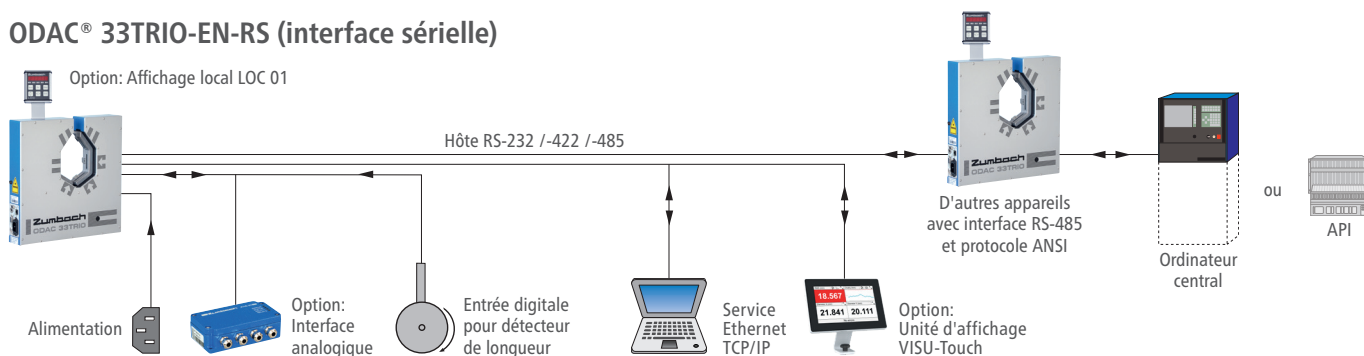 ODAC® 33TRIO-EN-RS (interface sérielle)
Option: Affichage local LOC 01
Hôte RS-232 /-422 /-485
Zumbach
ODAC 33TRIO
Zumbach
ODAC 33TRIO
D'autres appareils
avec interface RS-485
et protocole ANSI
Ordinateur
central
ou
API
Alimentation
Option:
Interface
analogique
Entrée digitale
pour détecteur
de longueur
Service
Ethernet
TCP/IP
18.567
21.841 20.111
Option:
Unité d'affichage
VISU-Touch